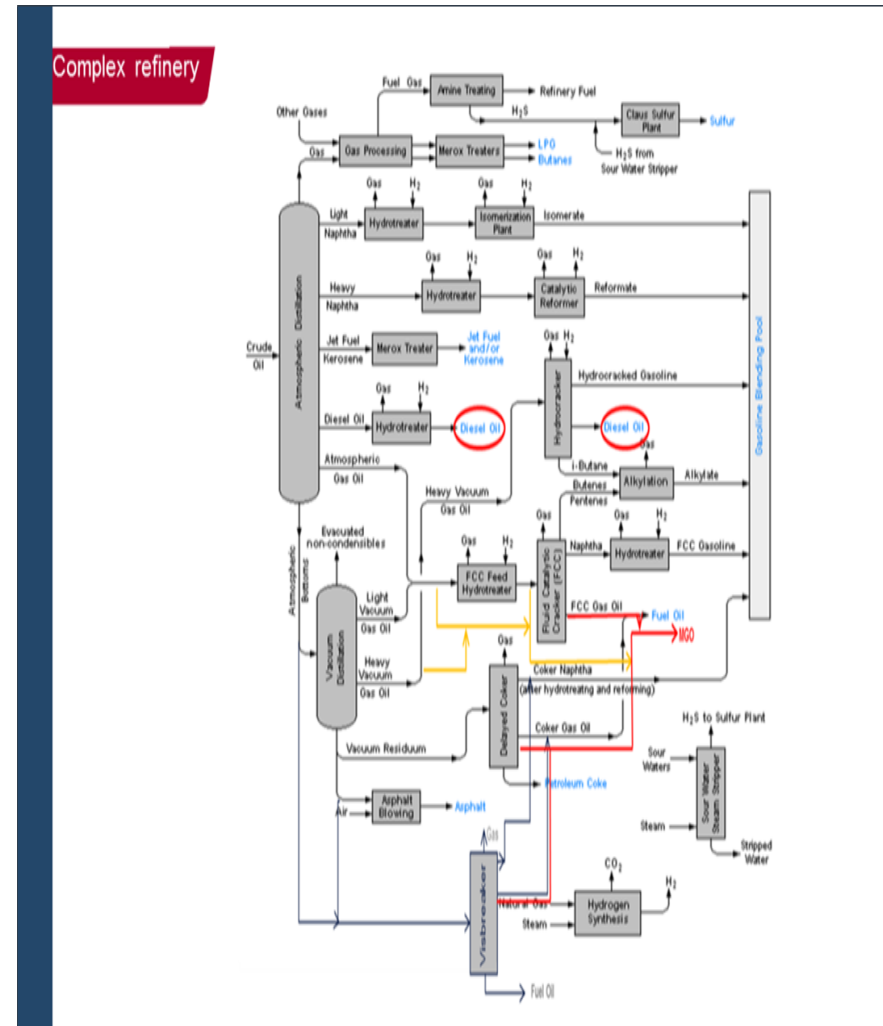 Complex refinery
Fuel Gas
Amine Treating
Refinery Fuel
Other Gases
H₂S
Claus Sulfur
Plant
Sulfur
Gas
Gas Processing
Merox Treaters
LPG
Butanes
H₂S from
Sour Water Stripper
Gas
H₂
Gas
H₂
Light
Naphtha
Hydrotreater
Isomerization
Plant
Isomerate
Gas
H₂
Gas
H₂
Heavy
Naphtha
Hydrotreater
Catalytic
Reformer
Reformate
Atmospheric Distillation
Crude
Oil
Jet Fuel
Kerosene
Merox Treater
Jet Fuel
and/or
Kerosene
Gas
H₂
Hydrocracker
Hydrocracked Gasoline
Gasoline Blending Pool
Gas
H₂
Diesel Oil
Hydrotreater
Diesel Oil
Diesel Oil
Gas
Atmospheric
Gas Oil
i-Butane
Butenes
Pentenes
Alkylation
Alkylate
Heavy Vacuum
Gas Oil
Evacuated
non-condensibles
Atmospheric
Bottoms
Gas
H₂
FCC Feed
Hydrotreater
Gas
Fluid Catalytic
Cracker (FCC)
Naphtha
Gas
H₂
Hydrotreater
FCC Gasoline
Light
Vacuum
Gas Oil
FCC Gas Oil
Fuel Oil
MGO
Vacuum
Distillation
Heavy
Vacuum
Gas Oil
Gas
Delayed Coker
Coker Naphtha
(after hydrotreatng and reforming)
Coker Gas Oil
Vacuum Residuum
Petroleum Coke
H₂S to Sulfur Plant
Sour
Waters
Sour Water
Steam Stripper
Steam
Stripped
Water
Air
Asphalt
Blowing
Asphalt
Gas
Visbreaker
CO₂
H₂
Natural Gas
Steam
Hydrogen
Synthesis
Fuel Oil